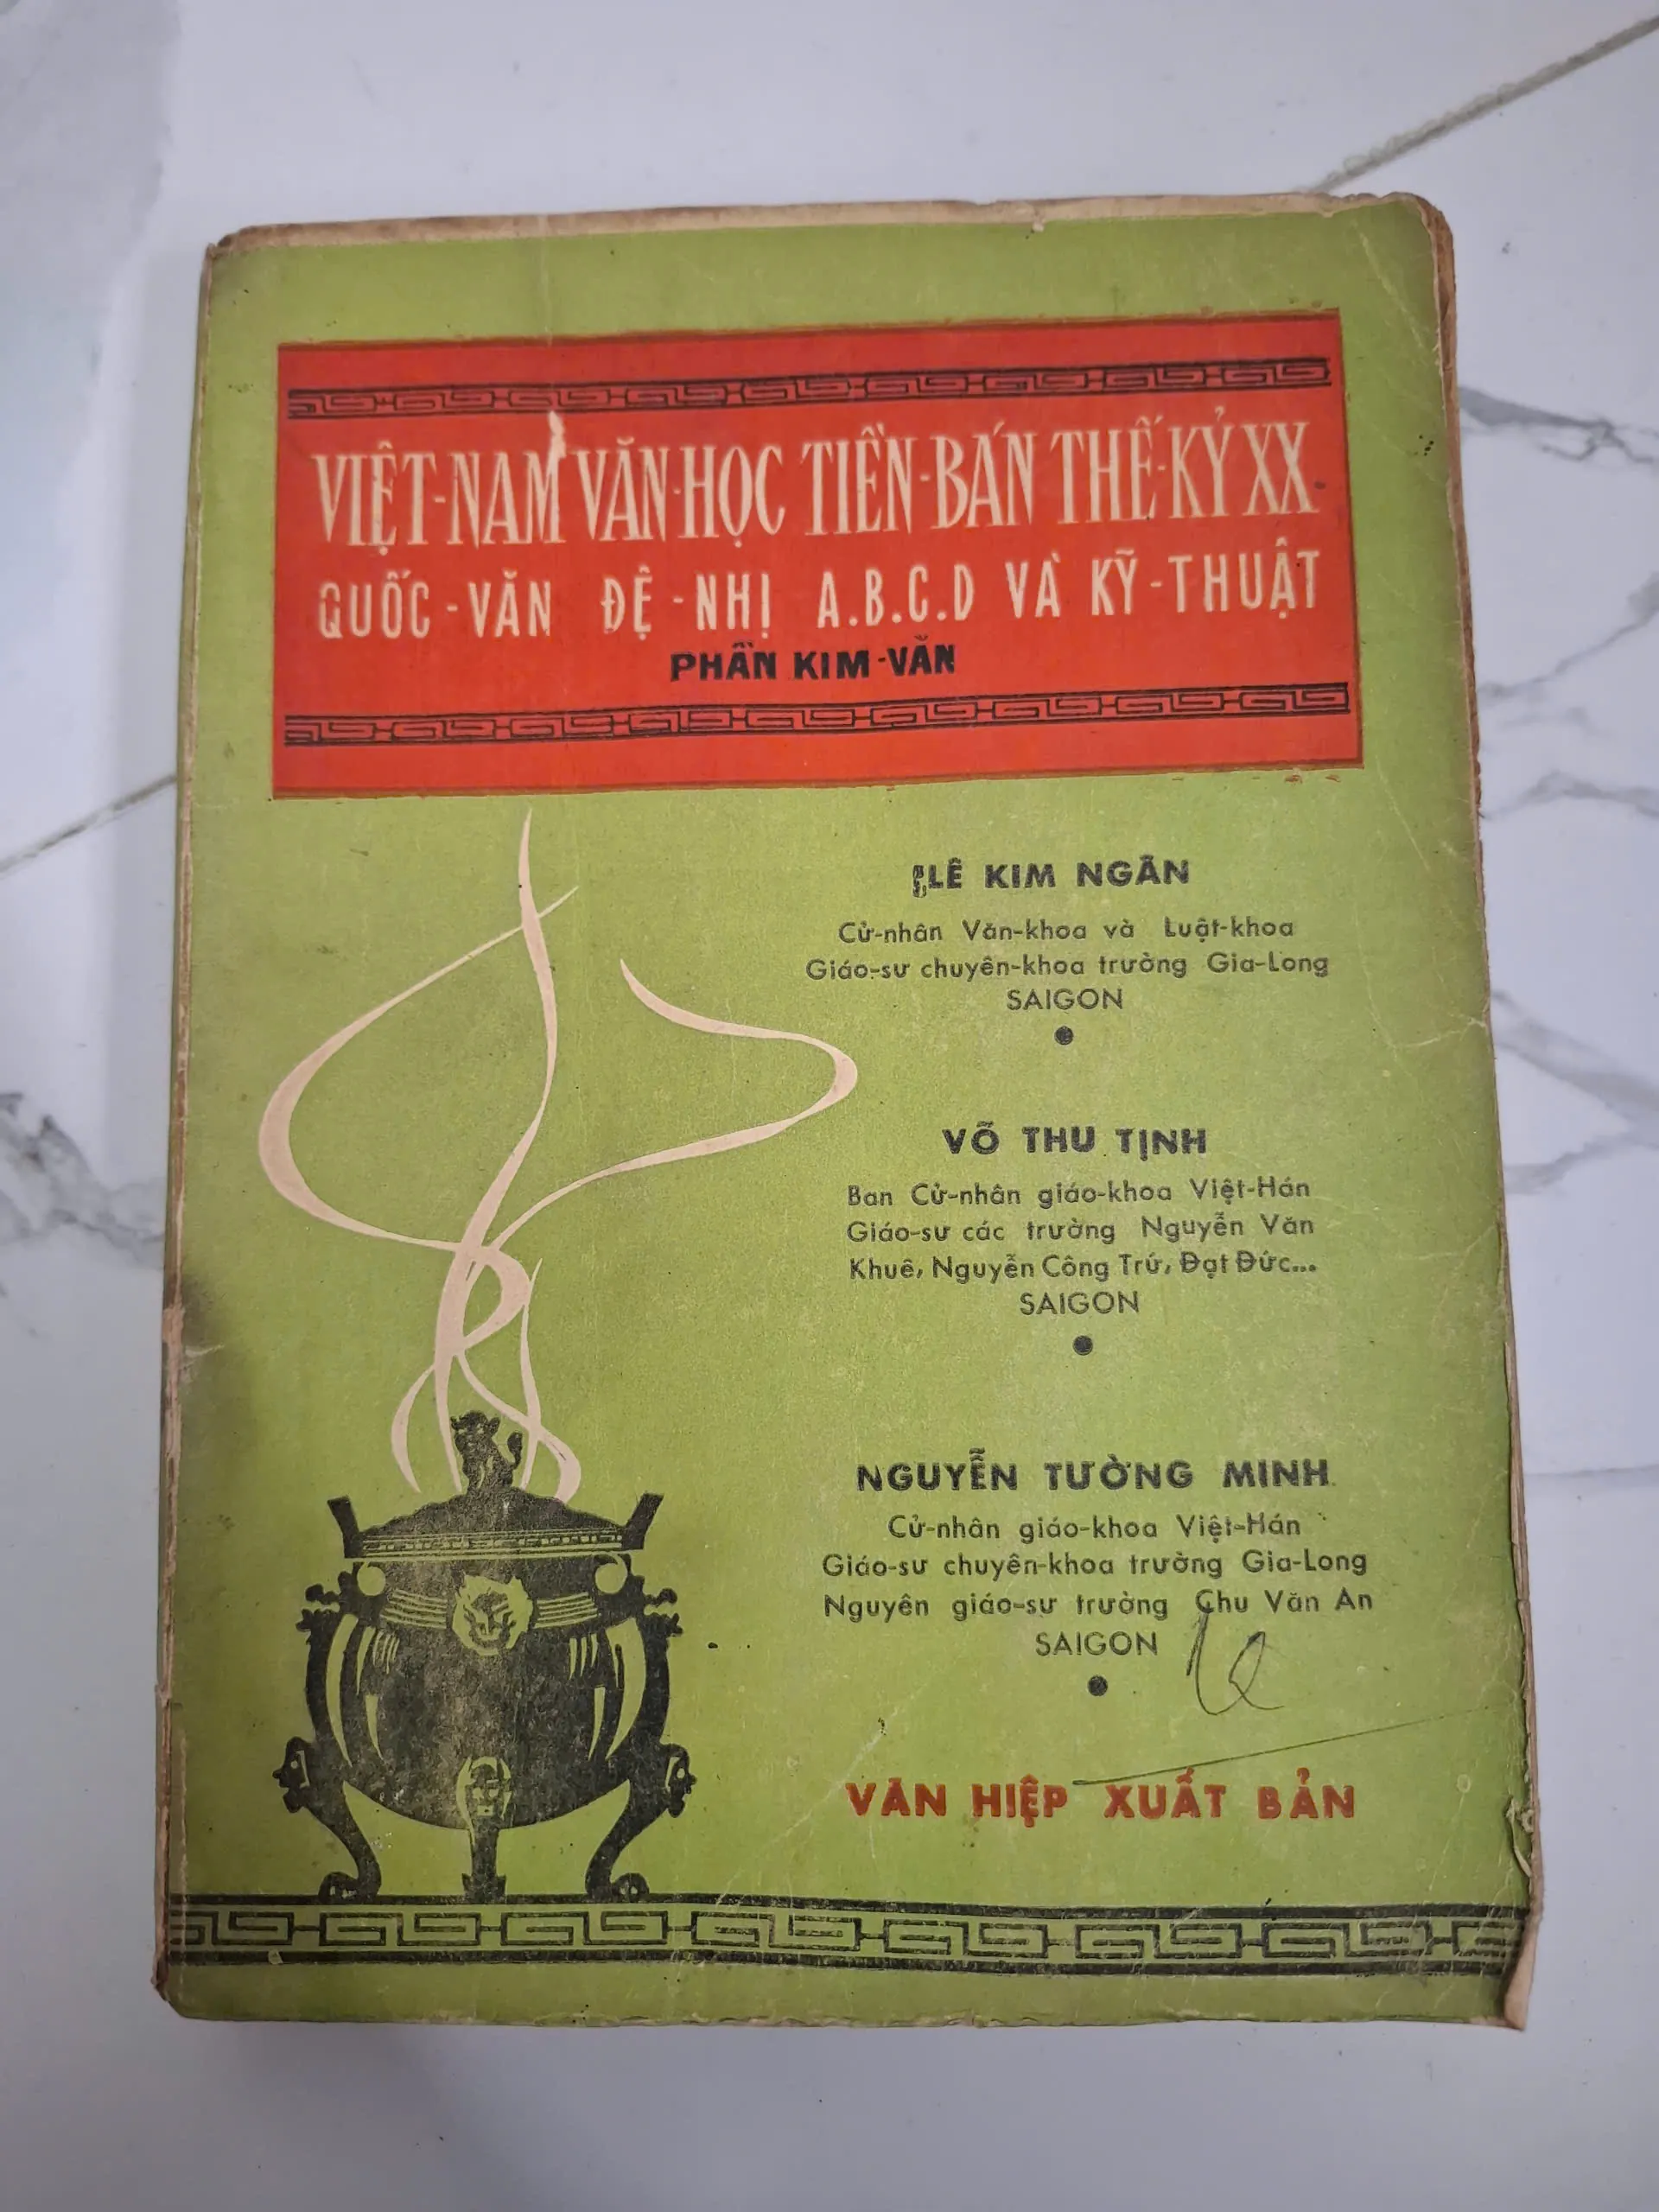 VIỆT-NAM VĂN-HỌC TIỀN-BÁN THẾ-KỶ XX
QUỐC-VĂN ĐỆ-NHỊ A.B.C.D VÀ KỸ-THUẬT
PHẦN KIM-VĂN
LÊ KIM NGÂN
Cử-nhân Văn-khoa và Luật-khoa
Giáo-sư chuyên-khoa trường Gia-Long
SAIGON
VÕ THU TỊNH
Ban Cử-nhân giáo-khoa Việt-Hán
Giáo-sư các trường Nguyễn Văn
Khuê, Nguyễn Công Trứ, Đạt Đức...
SAIGON
NGUYỄN TƯỜNG MINH
Cử-nhân giáo-khoa Việt-Hán
Giáo-sư chuyên-khoa trường Gia-Long
Nguyên giáo-sư trường Chu Văn An
SAIGON
VĂN HIỆP XUẤT BẢN